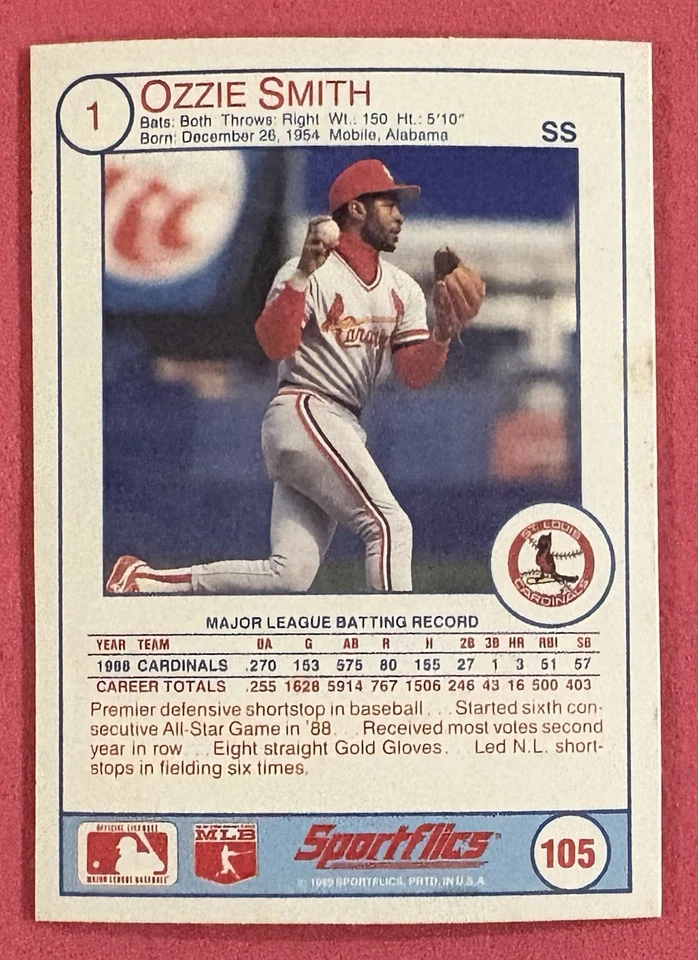 1
OZZIE SMITH
Bats: Both Throws: Right Wt.: 150 Ht.: 5'10"
Born: December 26, 1954 Mobile, Alabama
SS
Cardinals
ST. LOUIS
CARDINALS
MAJOR LEAGUE BATTING RECORD
YEAR TEAM BA G AB R H 2B 3B HR RBI SB
1988 CARDINALS .270 153 575 80 155 27 1 3 51 57
CAREER TOTALS .255 1628 5914 767 1506 246 43 16 500 403
Premier defensive shortstop in baseball. . .Started sixth con-
secutive All-Star Game in '88. . .Received most votes second
year in row. . .Eight straight Gold Gloves. . .Led N.L. short-
stops in fielding six times.
OFFICIAL LICENSEE
MAJOR LEAGUE BASEBALL
MLB
Sportflics
© 1989 SPORTFLICS, PRTD. IN U.S.A.
105